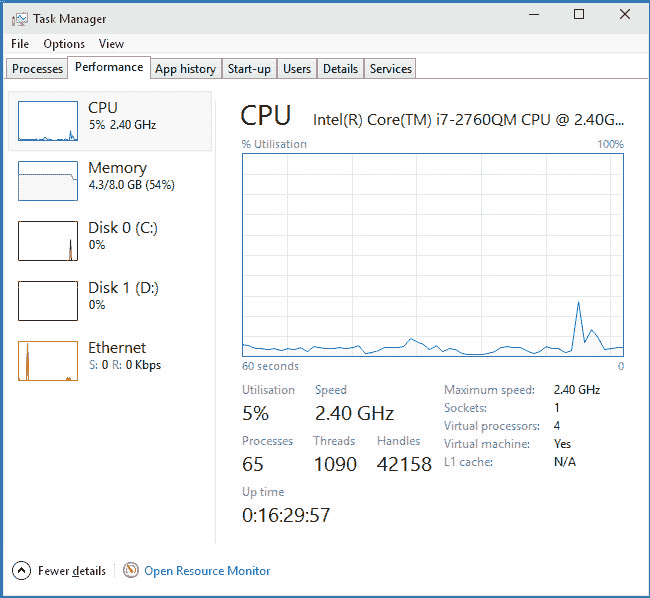 Task Manager
File Options View
Processes Performance App history Start-up Users Details Services
CPU
5% 2.40 GHz
Memory
4.3/8.0 GB (54%)
Disk 0 (C:)
0%
Disk 1 (D:)
0%
Ethernet
S: 0 R: 0 Kbps
CPU Intel(R) Core(TM) i7-2760QM CPU @ 2.40G...
% Utilisation 100%
60 seconds 0
Utilisation Speed
5% 2.40 GHz
Processes Threads Handles
65 1090 42158
Up time
0:16:29:57
Maximum speed: 2.40 GHz
Sockets: 1
Virtual processors: 4
Virtual machine: Yes
L1 cache: N/A
Fewer details Open Resource Monitor